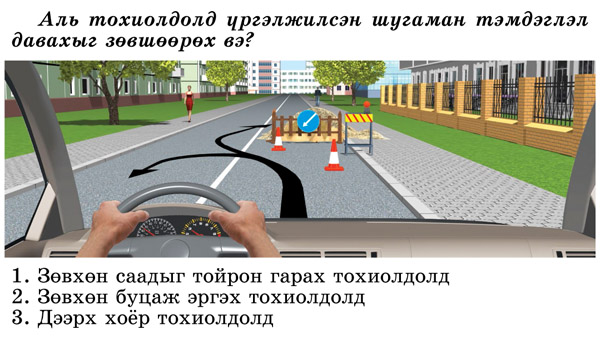 Аль тохиолдолд үргэлжилсэн шугаман тэмдэглэл
давахыг зөвшөөрөх вэ?
1. Зөвхөн саадыг тойрон гарах тохиолдолд
2. Зөвхөн буцаж эргэх тохиолдолд
3. Дээрх хоёр тохиолдолд